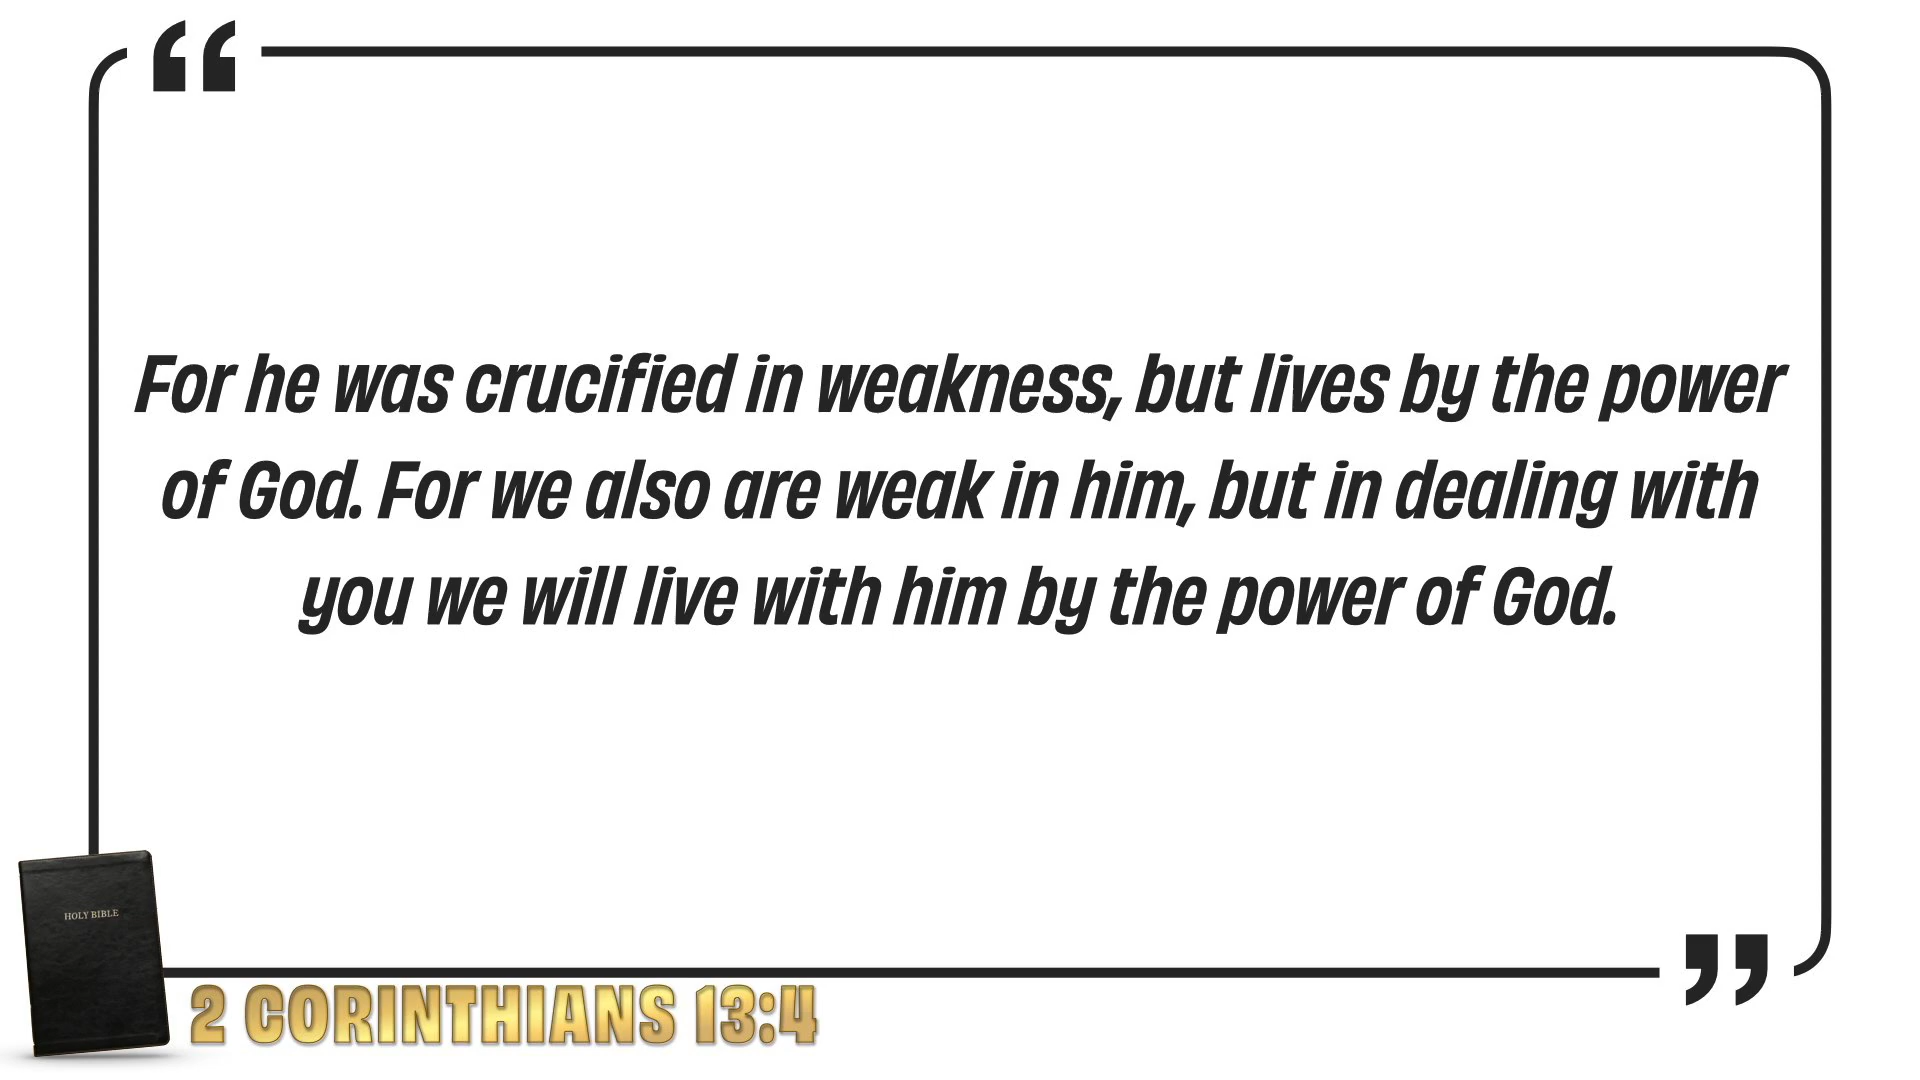 “
For he was crucified in weakness, but lives by the power
of God. For we also are weak in him, but in dealing with
you we will live with him by the power of God.
”
HOLY BIBLE
2 CORINTHIANS 13:4